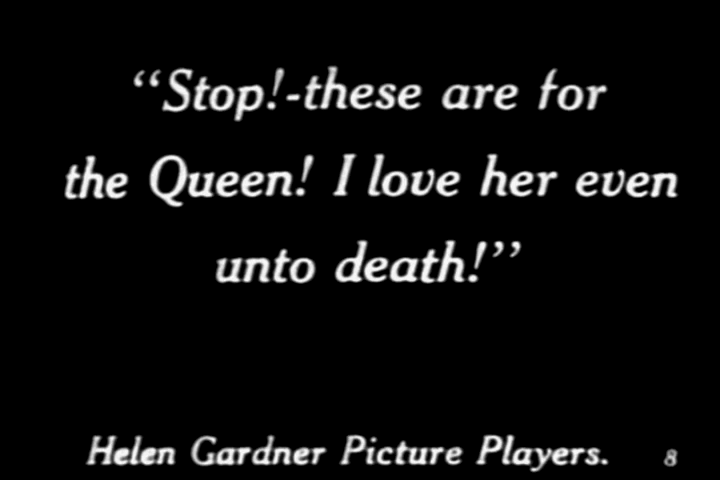 “Stop!-these are for
the Queen! I love her even
unto death!”
Helen Gardner Picture Players. 8